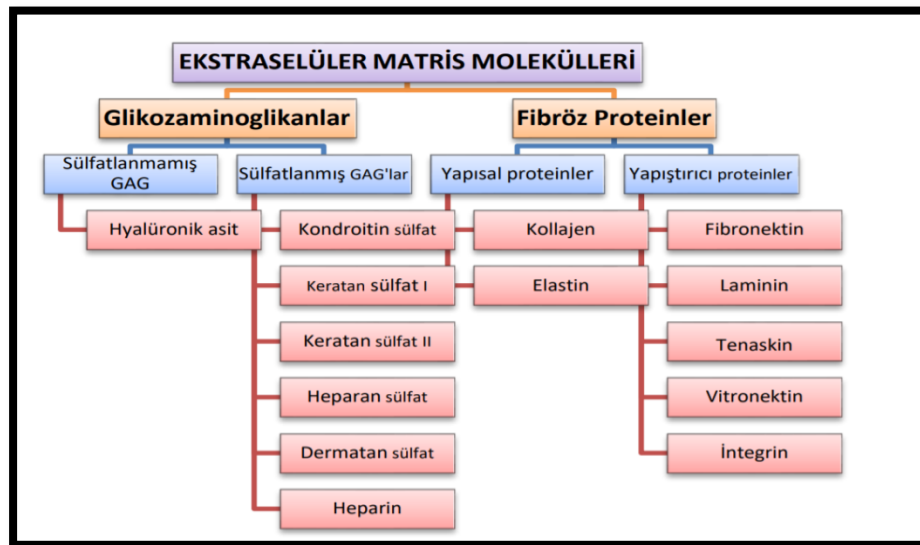 EKSTRASELÜLER MATRİS MOLEKÜLLERİ
Glikozaminoglikanlar
Fibröz Proteinler
Sülfatlanmamış
GAG
Sülfatlanmış GAG'lar
Yapısal proteinler
Yapıştırıcı proteinler
Hyalüronik asit
Kondroitin sülfat
Kollajen
Fibronektin
Keratan sülfat I
Elastin
Laminin
Keratan sülfat II
Tenaskin
Heparan sülfat
Vitronektin
Dermatan sülfat
İntegrin
Heparin